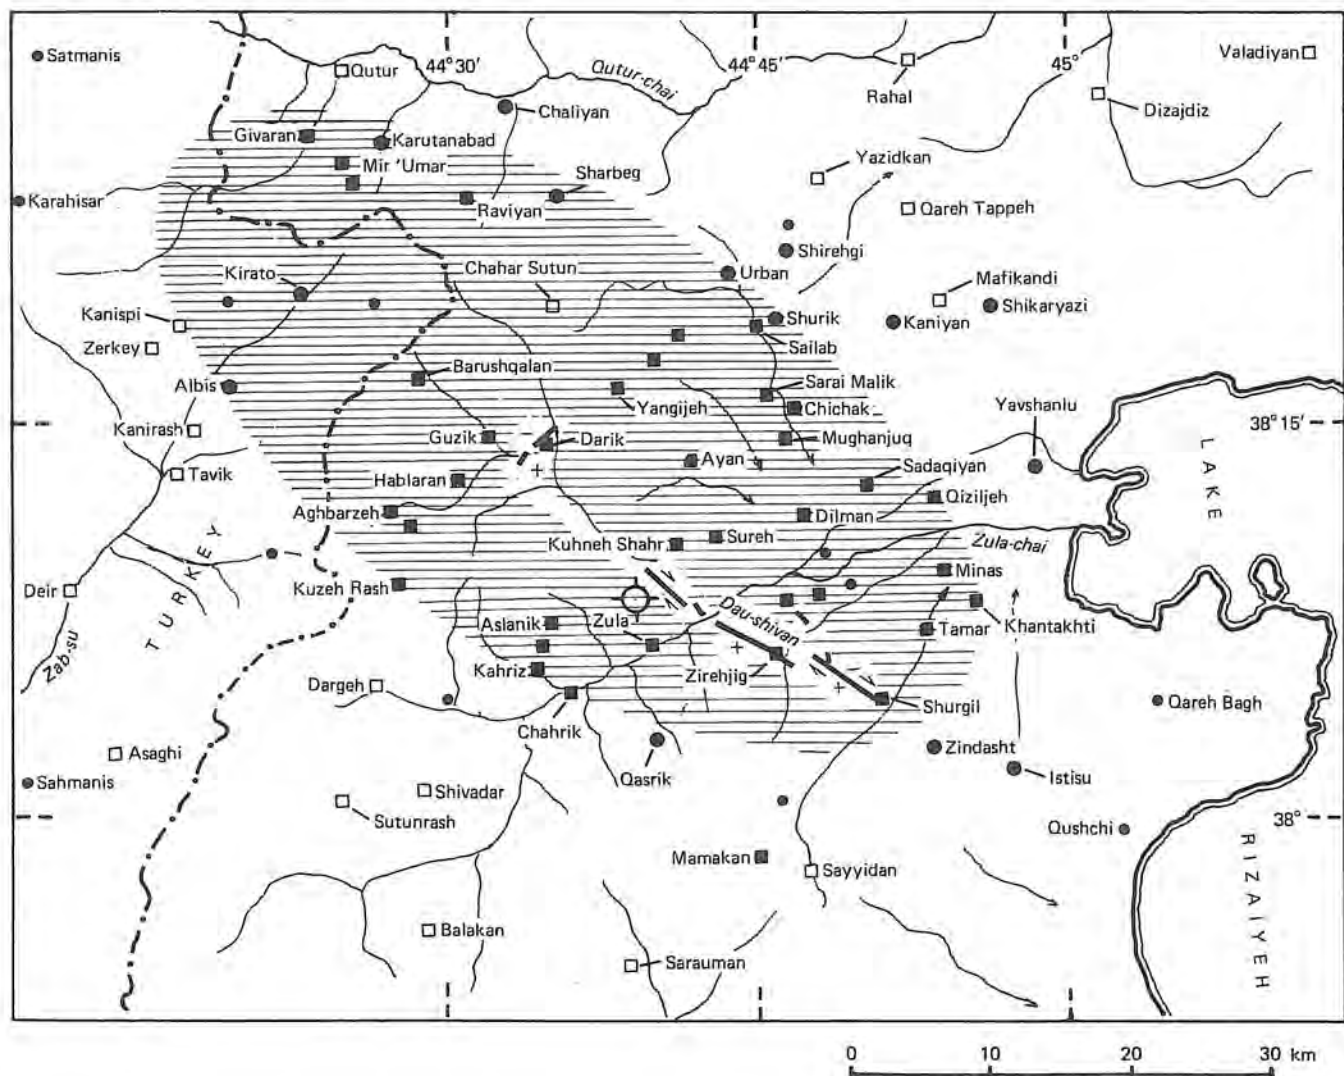 44°30′
44°45′
45°
Satmanis
Qutur
Qutur-chai
Rahal
Valadiyan
Dizajdiz
Chaliyan
Givaran
Karutanabad
Mir ‘Umar
Yazidkan
Sharbeg
Karahisar
Raviyan
Qareh Tappeh
Shirehgi
Kirato
Chahar Sutun
Urban
Mafikandi
Shikaryazi
Kanispi
Shurik
Kaniyan
Zerkey
Sailab
Barushqalan
Albis
Sarai Malik
Yangijeh
Chichak
Yavshanlu
38°15′
Kanirash
Guzik
Darik
Mughanjuq
Tavik
Ayan
Sadaqiyan
Hablaran
Qiziljeh
LAKE
Aghbarzeh
Dilman
Kuhneh Shahr
Sureh
Zula-chai
Minas
Deir
Kuzeh Rash
TURKEY
Aslanik
Zula
Dau-shivan
Khantakhti
Tamar
Zab-su
Kahriz
Zirehjig
Dargeh
Shurgil
Qareh Bagh
Chahrik
Asaghi
Zindasht
Sahmanis
Qasrik
Istisu
Shivadar
Sutunrash
38°
Qushchi
Mamakan
Sayyidan
RIZAIYEH
Balakan
Sarauman
0 10 20 30 km